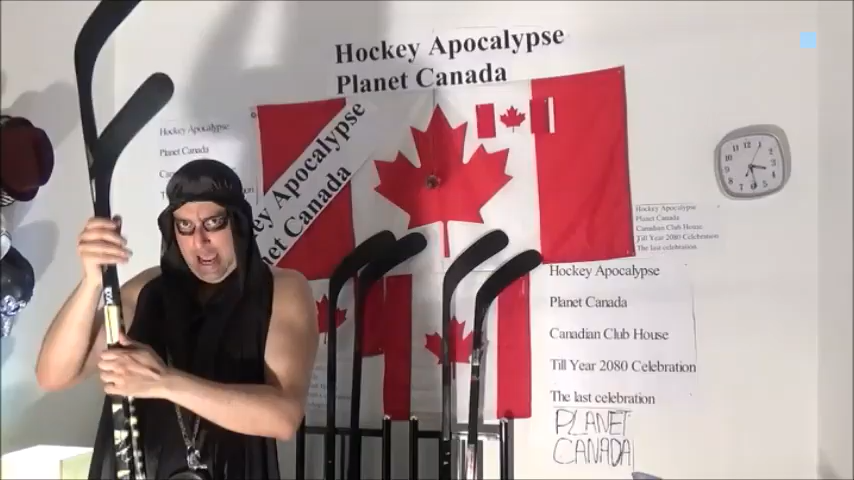 Hockey Apocalypse
Planet Canada
Hockey Apocalypse
Planet Canada
ey Apocalypse
net Canada
Hockey Apocalypse
Planet Canada
Canadian Club House
Till Year 2080 Celebration
The last celebration
Hockey Apocalypse
Planet Canada
Canadian Club House
Till Year 2080 Celebration
The last celebration
PLANET
CANADA